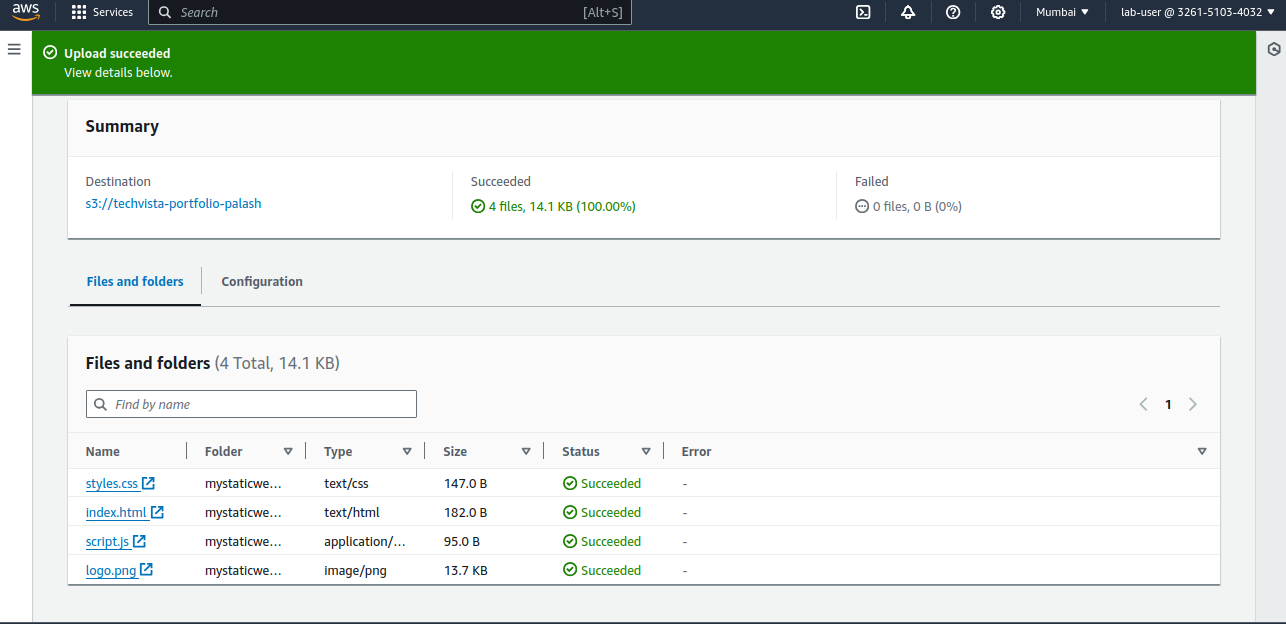 aws Services Search [Alt+S] Mumbai lab-user @ 3261-5103-4032
Upload succeeded
View details below.
Summary
Destination Succeeded Failed
s3://techvista-portfolio-palash 4 files, 14.1 KB (100.00%) 0 files, 0 B (0%)
Files and folders Configuration
Files and folders (4 Total, 14.1 KB)
Find by name 1
Name Folder Type Size Status Error
styles.css mystaticwe... text/css 147.0 B Succeeded -
index.html mystaticwe... text/html 182.0 B Succeeded -
script.js mystaticwe... application/... 95.0 B Succeeded -
logo.png mystaticwe... image/png 13.7 KB Succeeded -